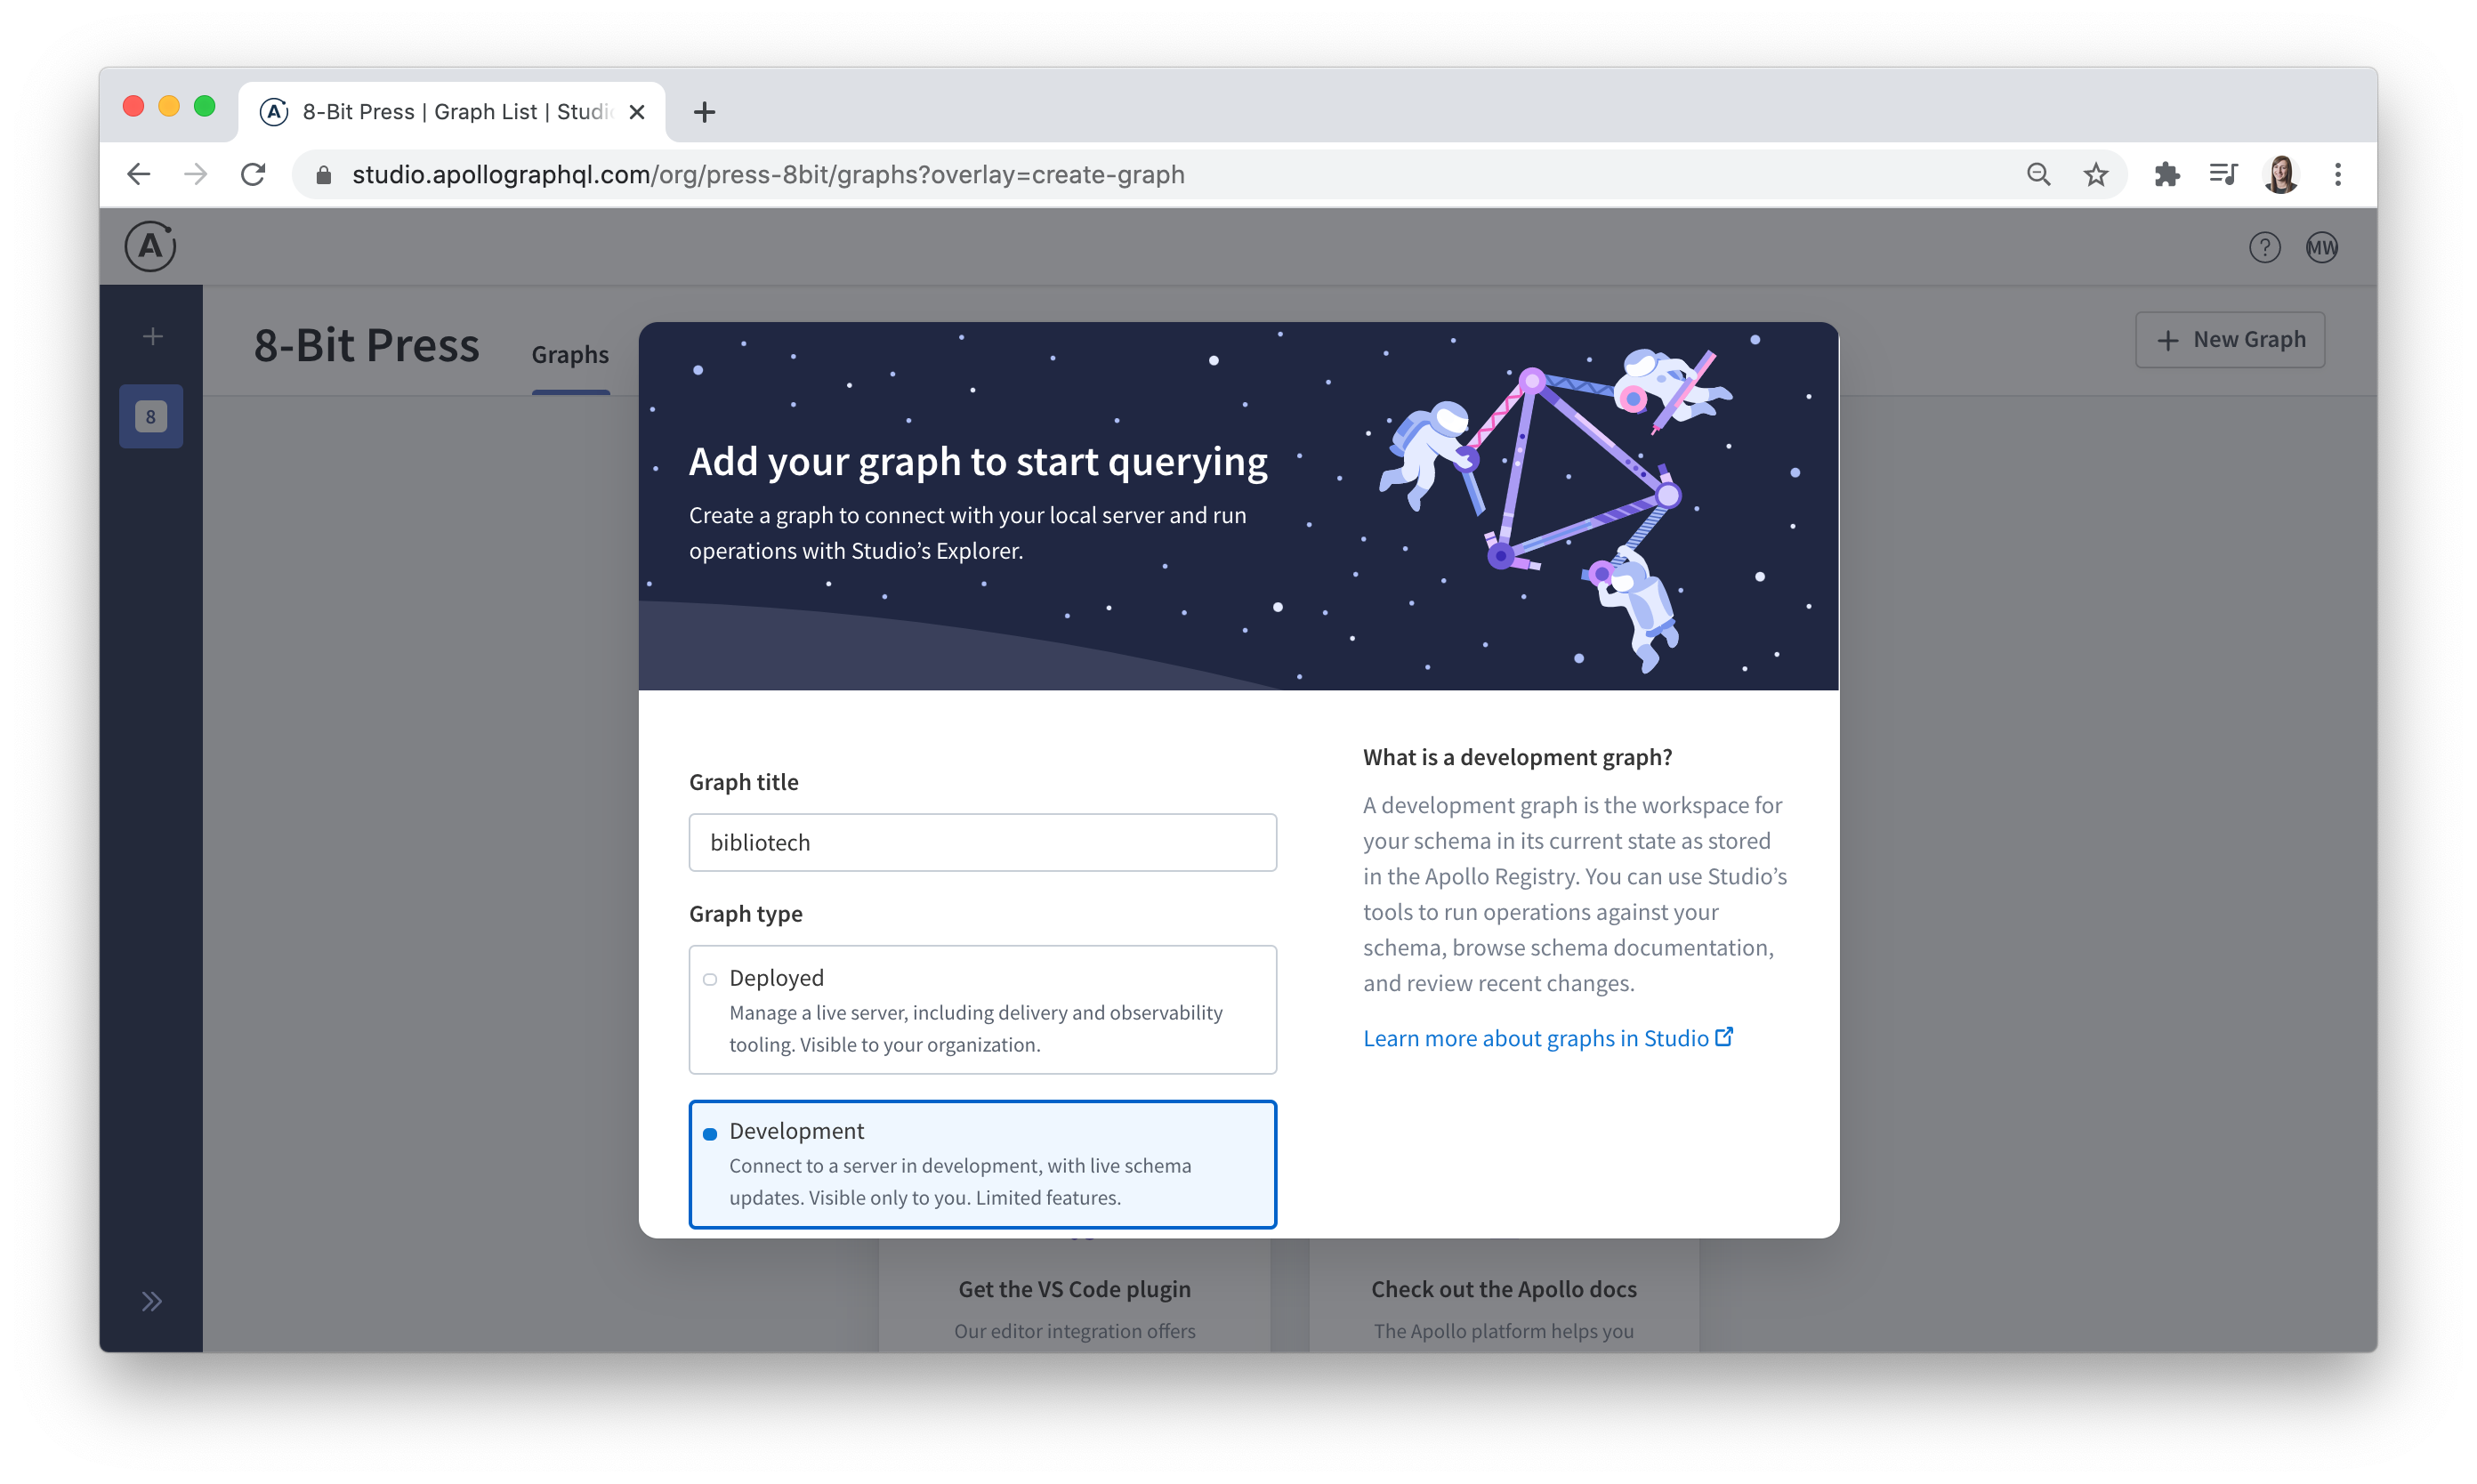 8-Bit Press | Graph List | Studi
studio.apollographql.com/org/press-8bit/graphs?overlay=create-graph
A
?
MW
8
8-Bit Press
Graphs
+ New Graph
Add your graph to start querying
Create a graph to connect with your local server and run
operations with Studio’s Explorer.
Graph title
bibliotech
Graph type
Deployed
Manage a live server, including delivery and observability
tooling. Visible to your organization.
Development
Connect to a server in development, with live schema
updates. Visible only to you. Limited features.
What is a development graph?
A development graph is the workspace for
your schema in its current state as stored
in the Apollo Registry. You can use Studio’s
tools to run operations against your
schema, browse schema documentation,
and review recent changes.
Learn more about graphs in Studio
Get the VS Code plugin
Our editor integration offers
Check out the Apollo docs
The Apollo platform helps you